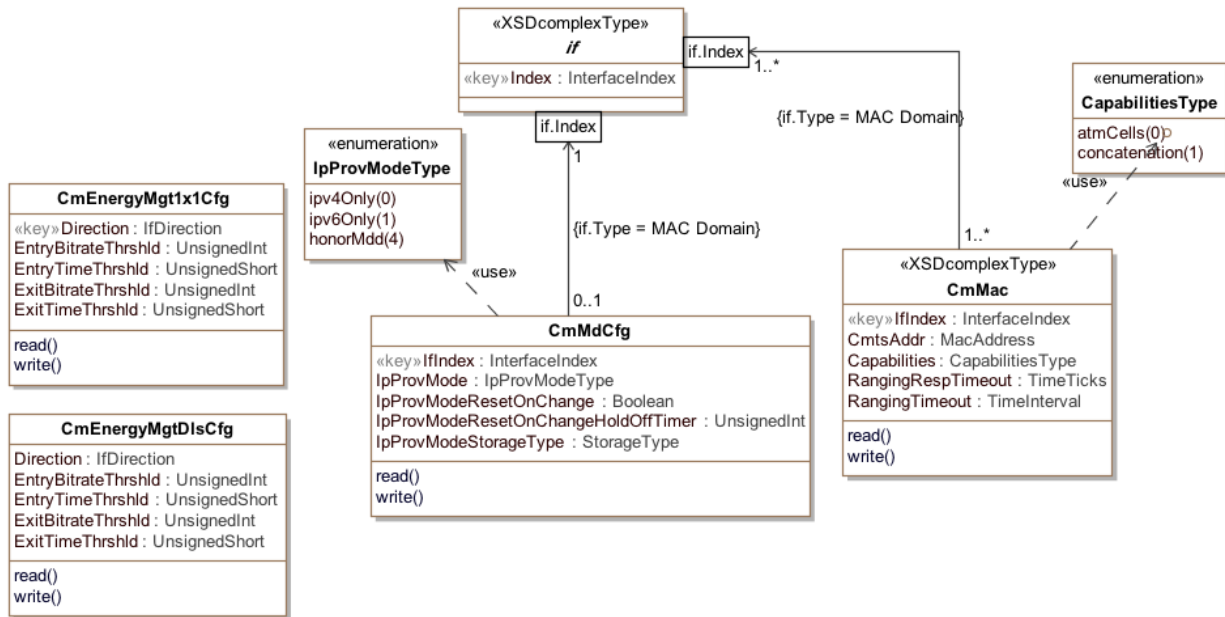 «XSDcomplexType»
if
«key»Index : InterfaceIndex
if.Index
1..*
{if.Type = MAC Domain}
if.Index
1
{if.Type = MAC Domain}
0..1
1..*
«enumeration»
CapabilitiesType
atmCells(0)
concatenation(1)
«use»
«enumeration»
IpProvModeType
ipv4Only(0)
ipv6Only(1)
honorMdd(4)
«use»
CmEnergyMgt1x1Cfg
«key»Direction : IfDirection
EntryBitrateThrshld : UnsignedInt
EntryTimeThrshld : UnsignedShort
ExitBitrateThrshld : UnsignedInt
ExitTimeThrshld : UnsignedShort
read()
write()
«XSDcomplexType»
CmMac
«key»IfIndex : InterfaceIndex
CmtsAddr : MacAddress
Capabilities : CapabilitiesType
RangingRespTimeout : TimeTicks
RangingTimeout : TimeInterval
read()
write()
CmMdCfg
«key»IfIndex : InterfaceIndex
IpProvMode : IpProvModeType
IpProvModeResetOnChange : Boolean
IpProvModeResetOnChangeHoldOffTimer : UnsignedInt
IpProvModeStorageType : StorageType
read()
write()
CmEnergyMgtDlsCfg
Direction : IfDirection
EntryBitrateThrshld : UnsignedInt
EntryTimeThrshld : UnsignedShort
ExitBitrateThrshld : UnsignedInt
ExitTimeThrshld : UnsignedShort
read()
write()